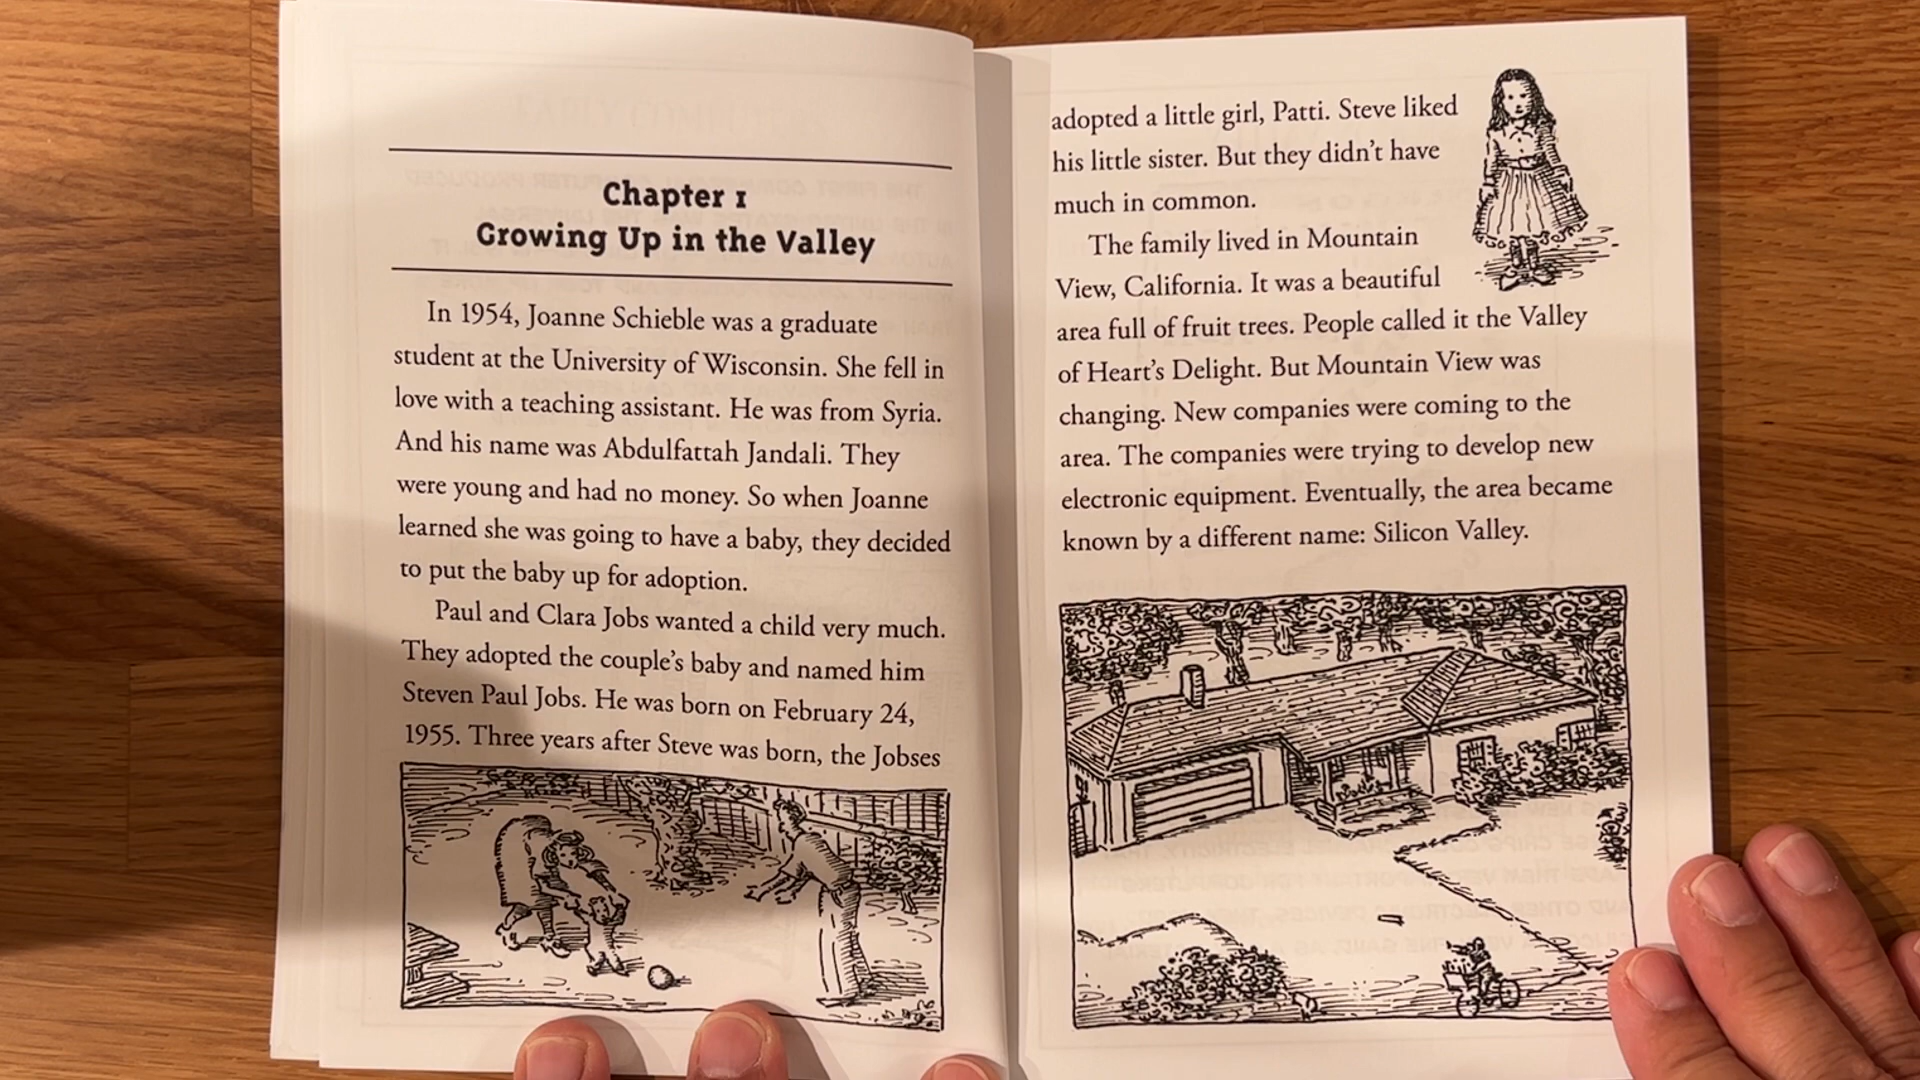 Chapter 1
Growing Up in the Valley
In 1954, Joanne Schieble was a graduate
student at the University of Wisconsin. She fell in
love with a teaching assistant. He was from Syria.
And his name was Abdulfattah Jandali. They
were young and had no money. So when Joanne
learned she was going to have a baby, they decided
to put the baby up for adoption.
Paul and Clara Jobs wanted a child very much.
They adopted the couple's baby and named him
Steven Paul Jobs. He was born on February 24,
1955. Three years after Steve was born, the Jobses
adopted a little girl, Patti. Steve liked
his little sister. But they didn't have
much in common.
The family lived in Mountain
View, California. It was a beautiful
area full of fruit trees. People called it the Valley
of Heart's Delight. But Mountain View was
changing. New companies were coming to the
area. The companies were trying to develop new
electronic equipment. Eventually, the area became
known by a different name: Silicon Valley.